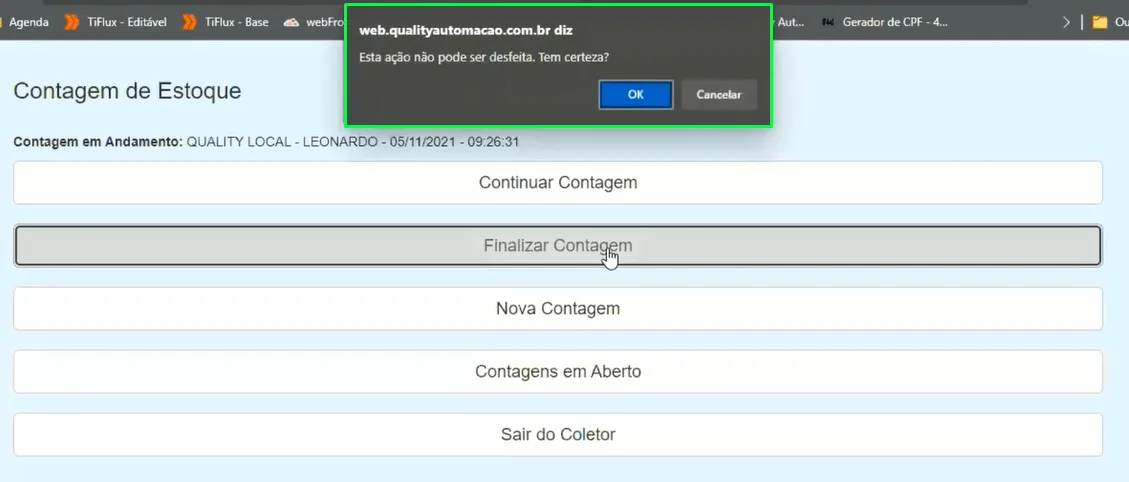 Agenda TiFlux - Editável TiFlux - Base webFro Aut... Gerador de CPF - 4... Ou
web.qualityautomacao.com.br diz
Esta ação não pode ser desfeita. Tem certeza?
OK Cancelar
Contagem de Estoque
Contagem em Andamento: QUALITY LOCAL - LEONARDO - 05/11/2021 - 09:26:31
Continuar Contagem
Finalizar Contagem
Nova Contagem
Contagens em Aberto
Sair do Coletor